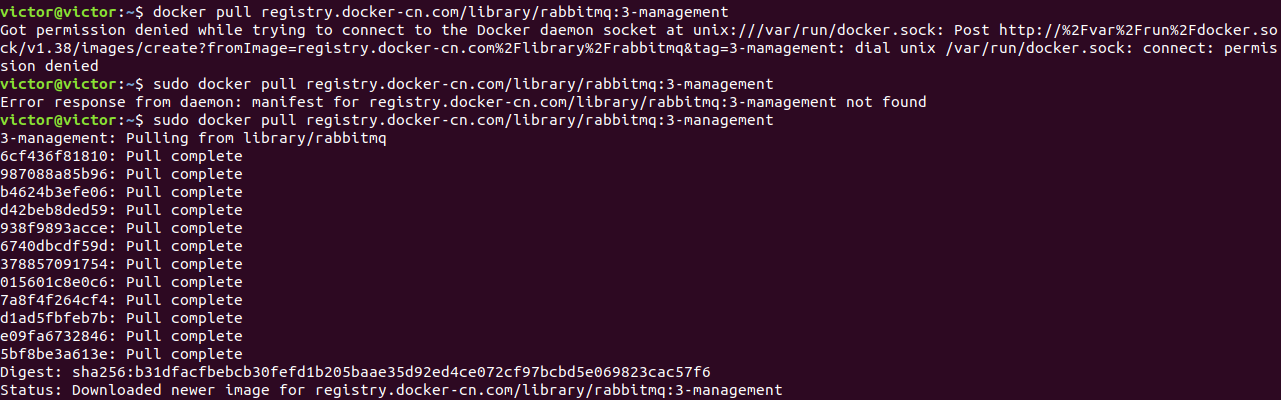 victor@victor:~$ docker pull registry.docker-cn.com/library/rabbitmq:3-mamagement
Got permission denied while trying to connect to the Docker daemon socket at unix:///var/run/docker.sock: Post http://%2Fvar%2Frun%2Fdocker.so
ck/v1.38/images/create?fromImage=registry.docker-cn.com%2Flibrary%2Frabbitmq&tag=3-mamagement: dial unix /var/run/docker.sock: connect: permis
sion denied
victor@victor:~$ sudo docker pull registry.docker-cn.com/library/rabbitmq:3-mamagement
Error response from daemon: manifest for registry.docker-cn.com/library/rabbitmq:3-mamagement not found
victor@victor:~$ sudo docker pull registry.docker-cn.com/library/rabbitmq:3-management
3-management: Pulling from library/rabbitmq
6cf436f81810: Pull complete
987088a85b96: Pull complete
b4624b3efe06: Pull complete
d42beb8ded59: Pull complete
938f9893acce: Pull complete
6740dbcdf59d: Pull complete
378857091754: Pull complete
015601c8e0c6: Pull complete
7a8f4f264cf4: Pull complete
d1ad5fbfeb7b: Pull complete
e09fa6732846: Pull complete
5bf8be3a613e: Pull complete
Digest: sha256:b31dfacfbebcb30fefd1b205baae35d92ed4ce072cf97bcbd5e069823cac57f6
Status: Downloaded newer image for registry.docker-cn.com/library/rabbitmq:3-management